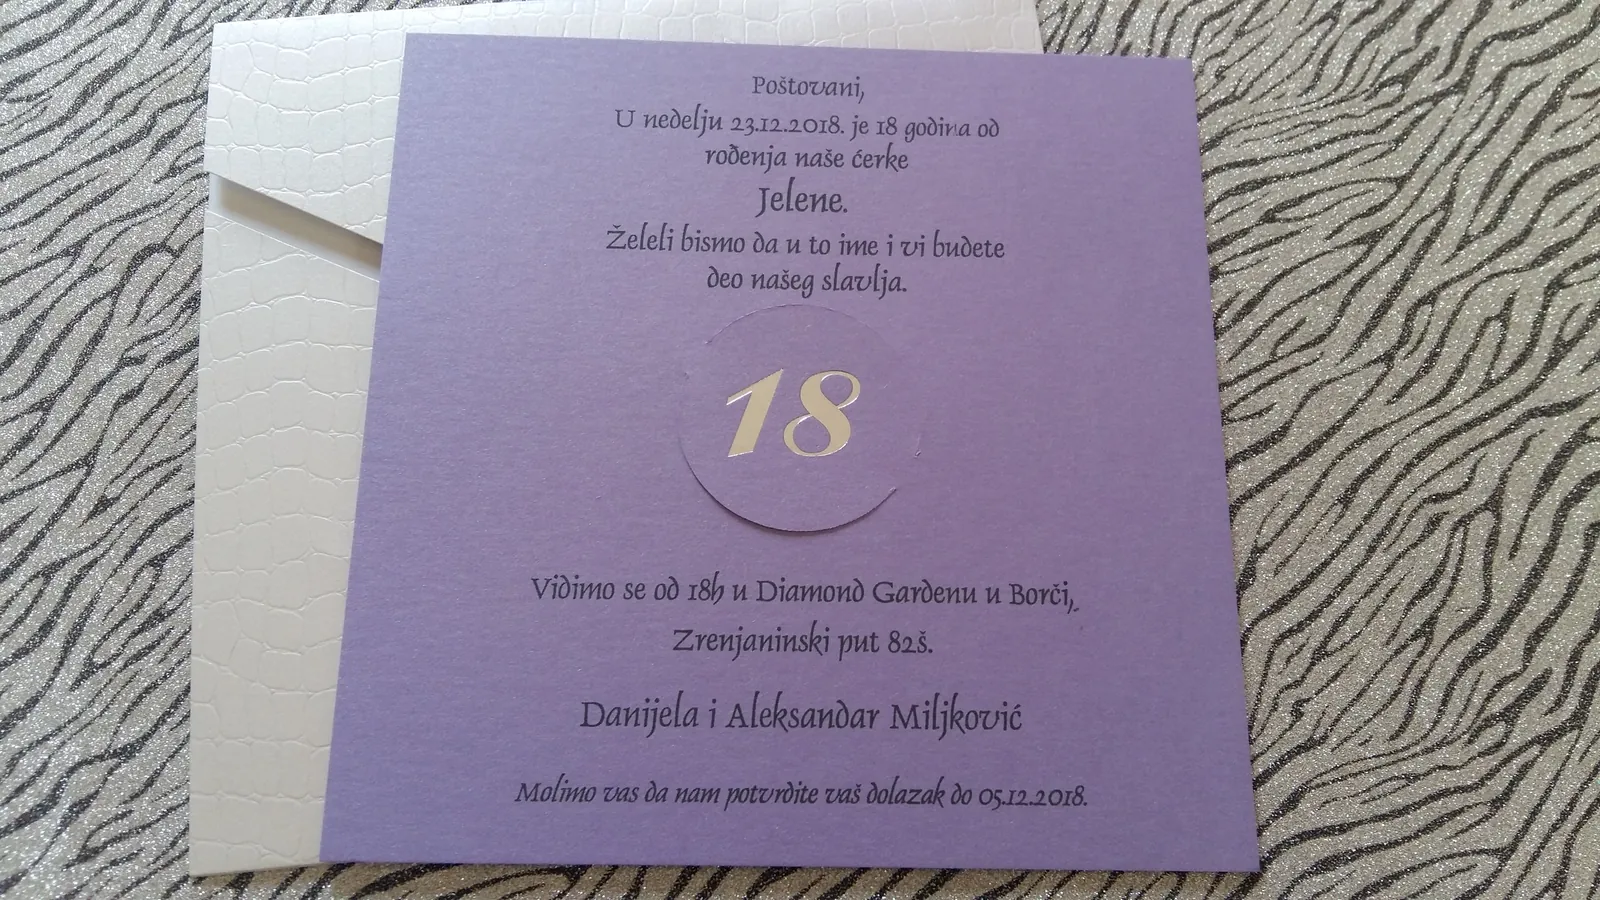 Poštovani,
U nedelju 23.12.2018. je 18 godina od
rođenja naše ćerke
Jelene.
Želeli bismo da u to ime i vi budete
deo našeg slavlja.
18
Vidimo se od 18h u Diamond Gardenu u Borči,
Zrenjaninski put 82š.
Danijela i Aleksandar Miljković
Molimo vas da nam potvrdite vaš dolazak do 05.12.2018.